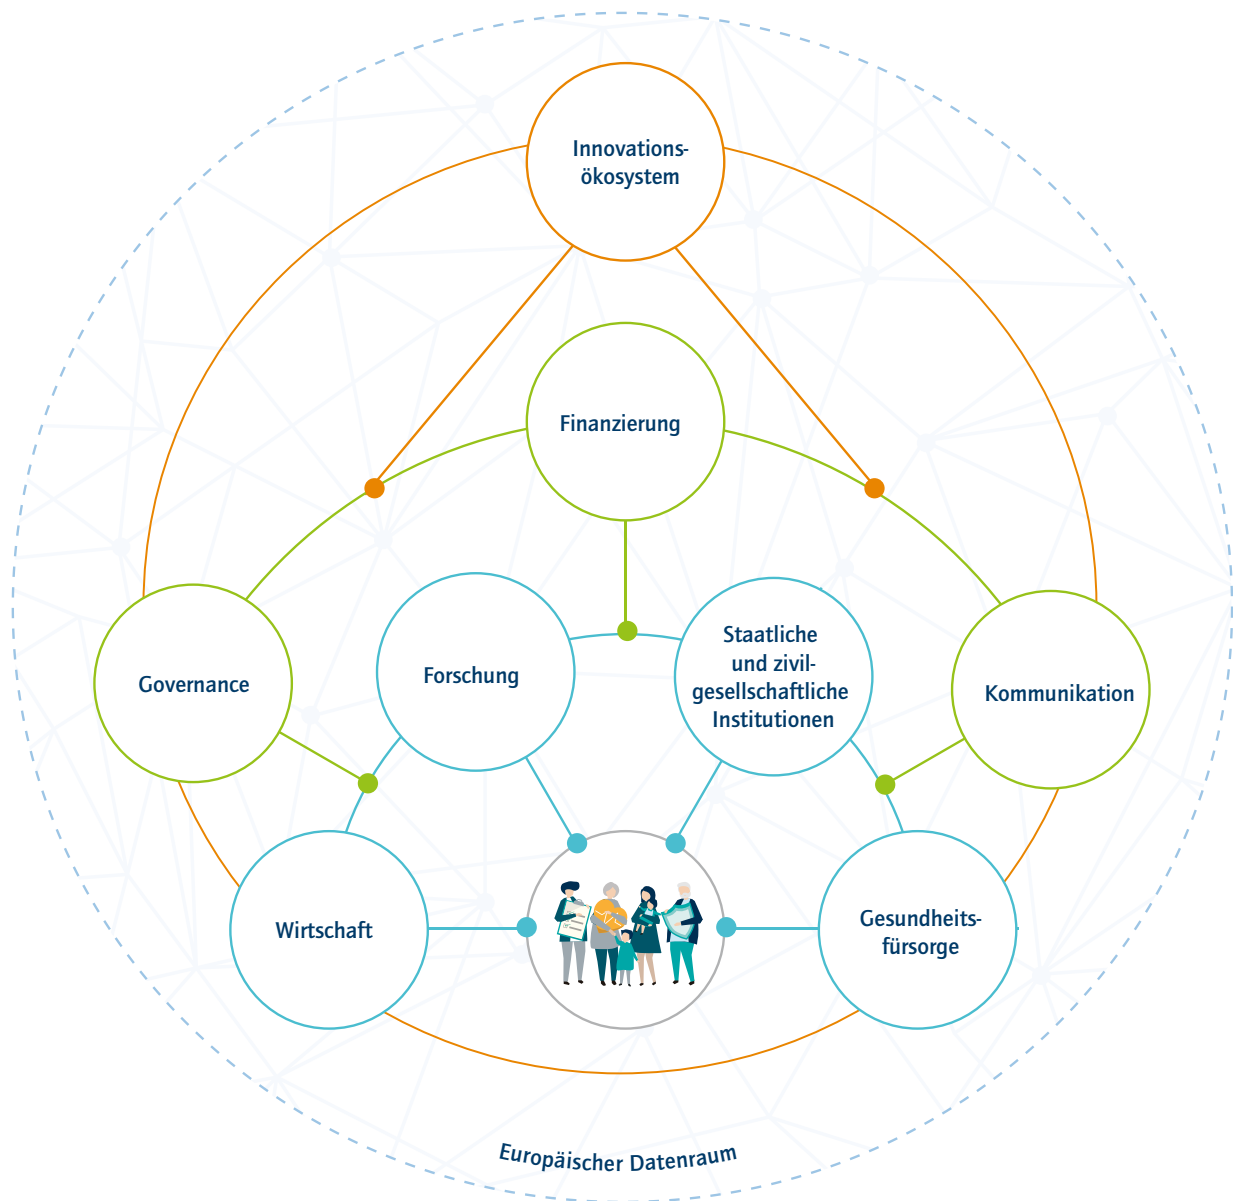 Innovations-
ökosystem
Finanzierung
Governance
Forschung
Staatliche
und zivil-
gesellschaftliche
Institutionen
Kommunikation
Wirtschaft
Gesundheits-
fürsorge
Europäischer Datenraum